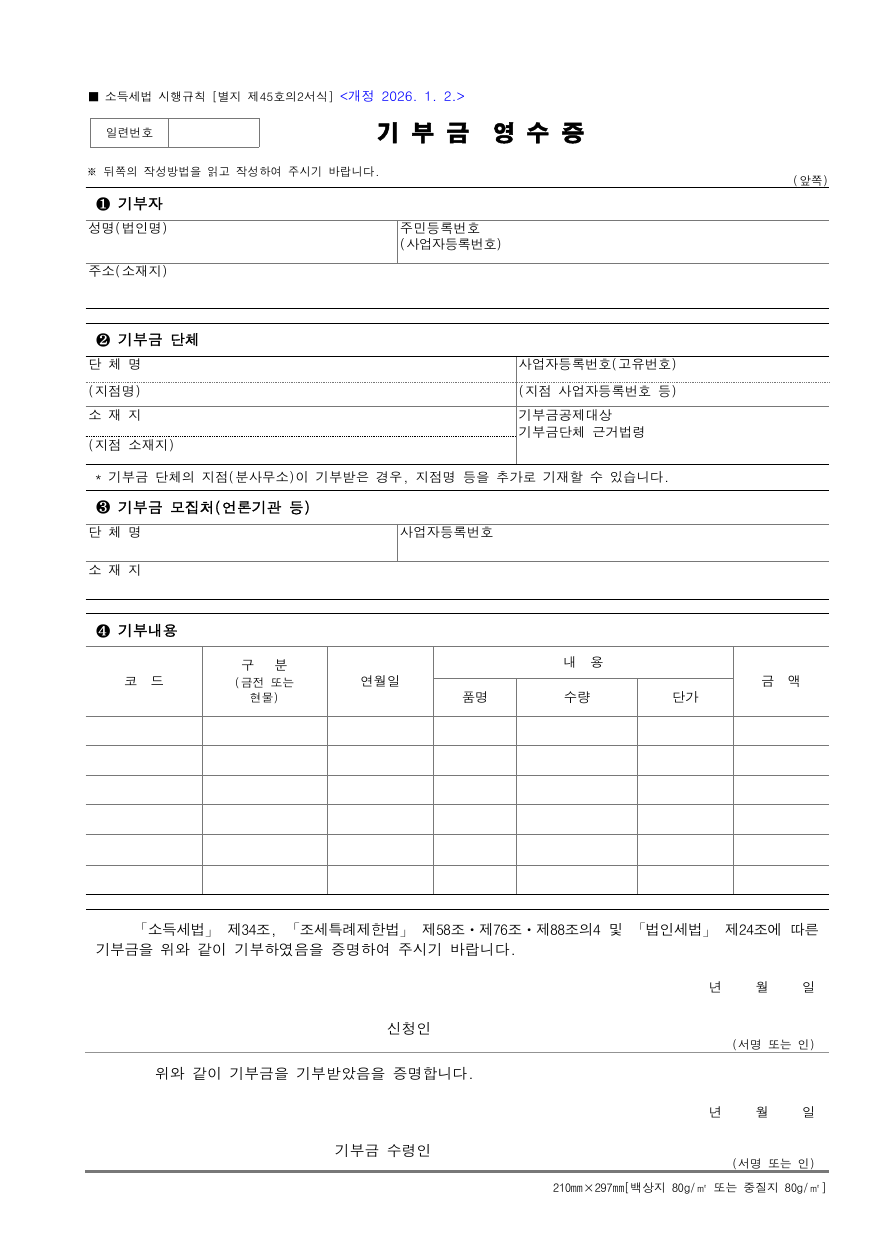 ■ 소득세법 시행규칙 [별지 제45호의2서식] <개정 2026. 1. 2.>
일련번호
기 부 금 영 수 증
※ 뒤쪽의 작성방법을 읽고 작성하여 주시기 바랍니다.
(앞쪽)
❶ 기부자
성명(법인명)
주민등록번호
(사업자등록번호)
주소(소재지)
❷ 기부금 단체
단 체 명
사업자등록번호(고유번호)
(지점명)
(지점 사업자등록번호 등)
소 재 지
(지점 소재지)
기부금공제대상
기부금단체 근거법령
* 기부금 단체의 지점(분사무소)이 기부받은 경우, 지점명 등을 추가로 기재할 수 있습니다.
❸ 기부금 모집처(언론기관 등)
단 체 명
사업자등록번호
소 재 지
❹ 기부내용
코 드
구 분
(금전 또는
현물)
연월일
내 용
품명
수량
단가
금 액
「소득세법」 제34조, 「조세특례제한법」 제58조·제76조·제88조의4 및 「법인세법」 제24조에 따른
기부금을 위와 같이 기부하였음을 증명하여 주시기 바랍니다.
년 월 일
신청인
(서명 또는 인)
위와 같이 기부금을 기부받았음을 증명합니다.
년 월 일
기부금 수령인
(서명 또는 인)
210㎜×297㎜[백상지 80g/㎡ 또는 중질지 80g/㎡]